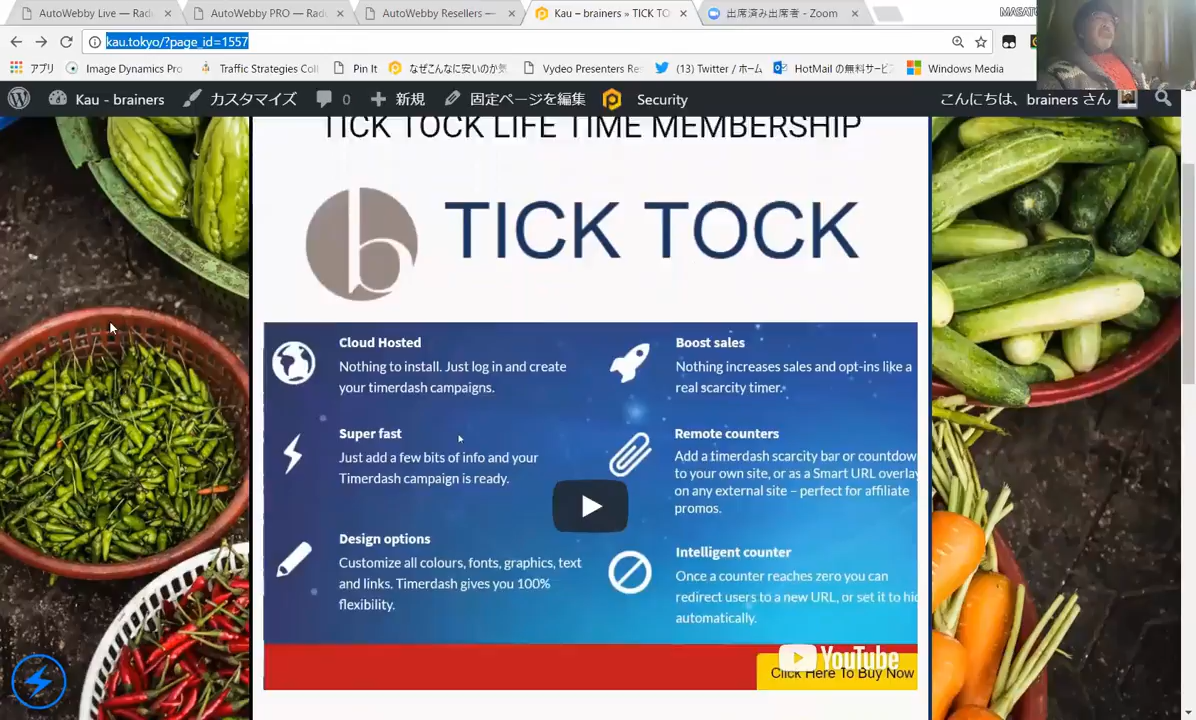 AutoWebby Live — Rad
AutoWebby PRO — Rad
AutoWebby Resellers —
Kau – brainers » TICK TO
出席済み出席者 - Zoom
kau.tokyo/?page_id=1557
アプリ
Image Dynamics Pro
Traffic Strategies Coll
Pin It
なぜこんなに安いのか気
Vydeo Presenters Re
(13) Twitter / ホーム
HotMail の無料サービ
Windows Media
Kau - brainers
カスタマイズ
0
新規
固定ページを編集
Security
こんにちは、brainers さん
TICK TOCK LIFE TIME MEMBERSHIP
b TICK TOCK
Cloud Hosted
Nothing to install. Just log in and create
your timerdash campaigns.
Boost sales
Nothing increases sales and opt-ins like a
real scarcity timer.
Super fast
Just add a few bits of info and your
Timerdash campaign is ready.
Remote counters
Add a timerdash scarcity bar or countdow
to your own site, or as a Smart URL overlay
on any external site – perfect for affiliate
promos.
Design options
Customize all colours, fonts, graphics, text
and links. Timerdash gives you 100%
flexibility.
Intelligent counter
Once a counter reaches zero you can
redirect users to a new URL, or set it to hid
automatically.
YouTube
Click Here To Buy Now